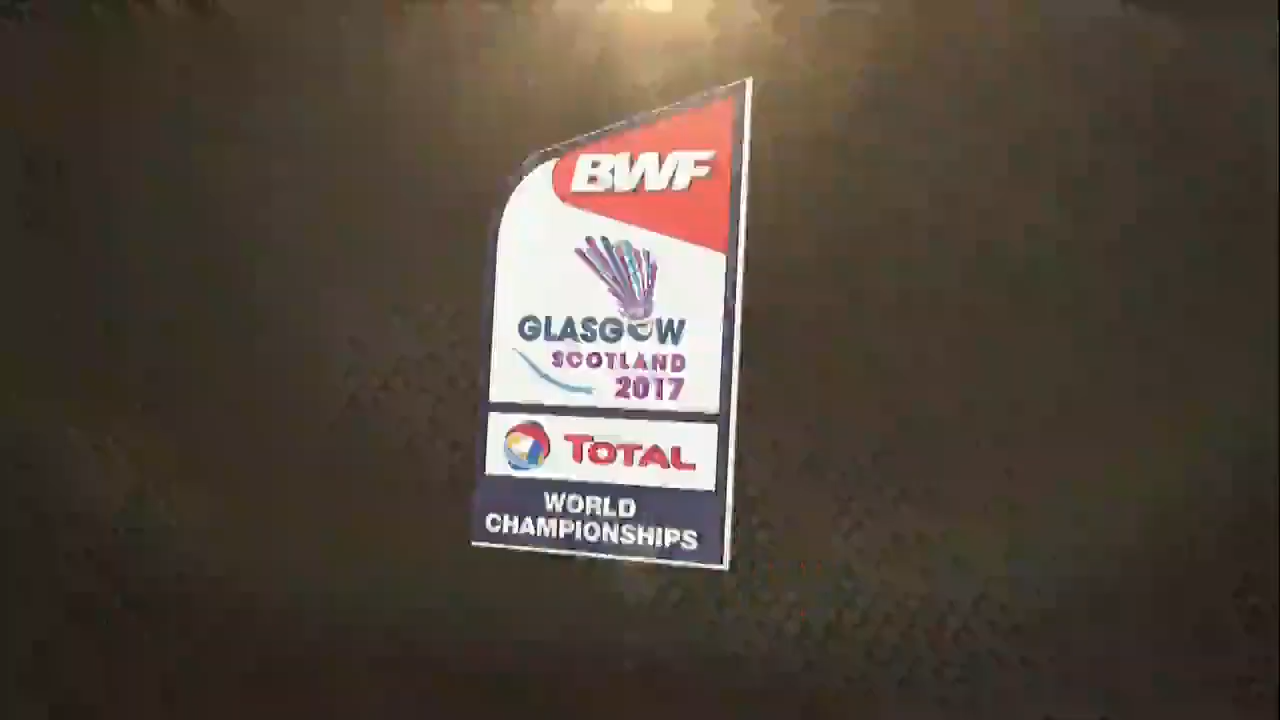 BWF
GLASGOW
SCOTLAND
2017
TOTAL
WORLD
CHAMPIONSHIPS